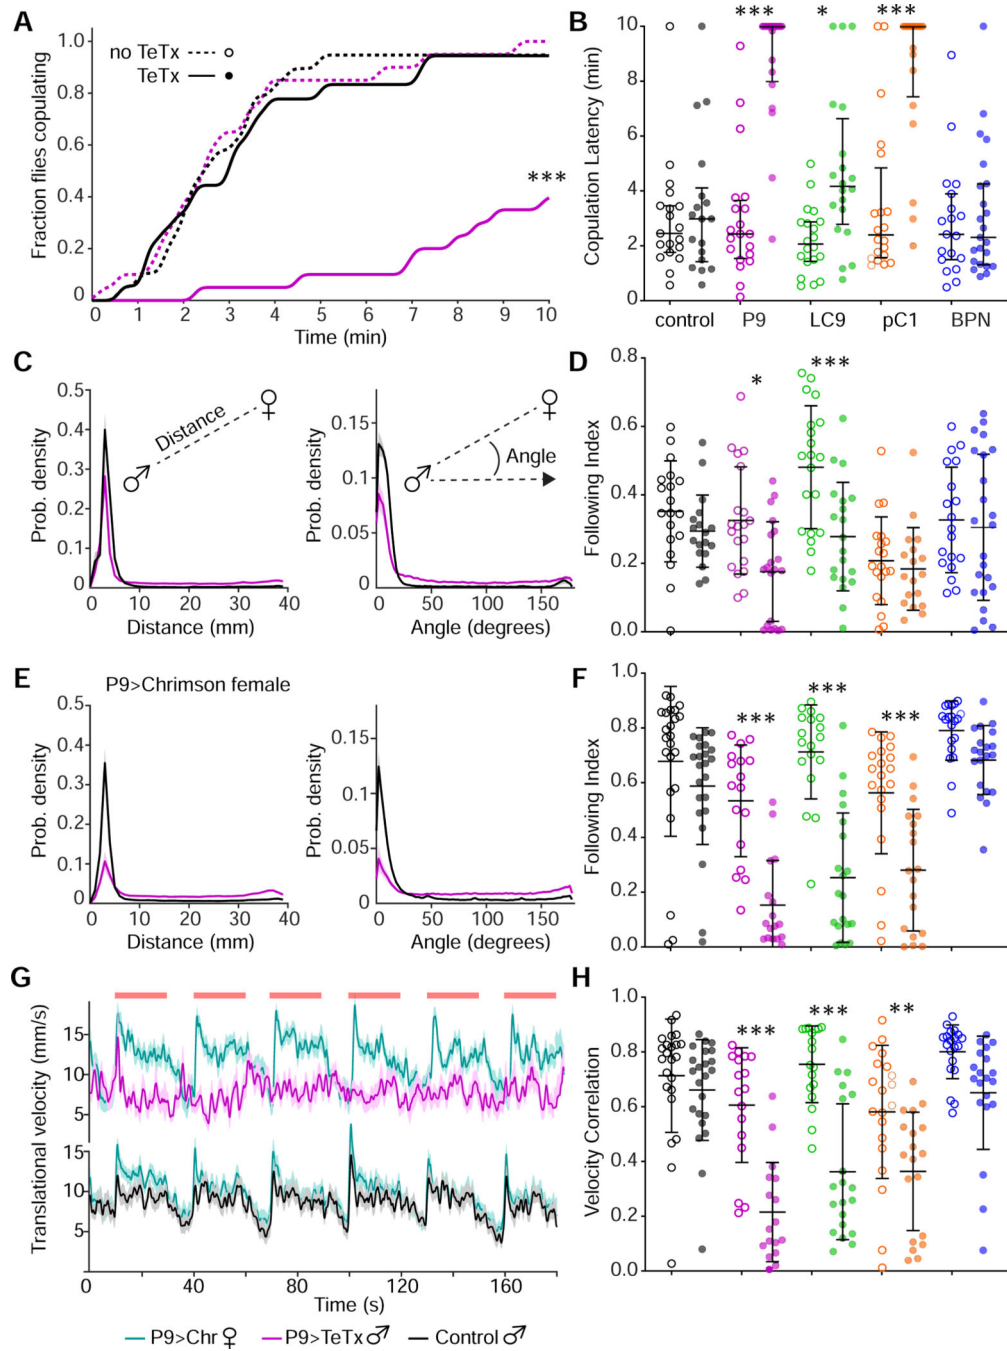 A
no TeTx
TeTx
Fraction flies copulating
1.0
0.8
0.6
0.4
0.2
0
***
0 1 2 3 4 5 6 7 8 9 10
Time (min)
B
*** * ***
Copulation Latency (min)
10
8
6
4
2
0
control P9 LC9 pC1 BPN
C
Prob. density
0.5
0.4
0.3
0.2
0.1
0
Distance
♂ ♀
0 10 20 30 40
Distance (mm)
Prob. density
0.15
0.1
0.05
0
Angle
♂ ♀
0 50 100 150
Angle (degrees)
D
* ***
Following Index
0.8
0.6
0.4
0.2
0.0
E
P9>Chrimson female
Prob. density
0.5
0.4
0.3
0.2
0.1
0
0 10 20 30 40
Distance (mm)
Prob. density
0.15
0.1
0.05
0
0 50 100 150
Angle (degrees)
F
*** *** ***
Following Index
1.0
0.8
0.6
0.4
0.2
0.0
G
Translational velocity (mm/s)
15
10
5
15
10
5
0 40 80 120 160
Time (s)
P9>Chr ♀ P9>TeTx ♂ Control ♂
H
*** *** **
Velocity Correlation
1.0
0.8
0.6
0.4
0.2
0.0